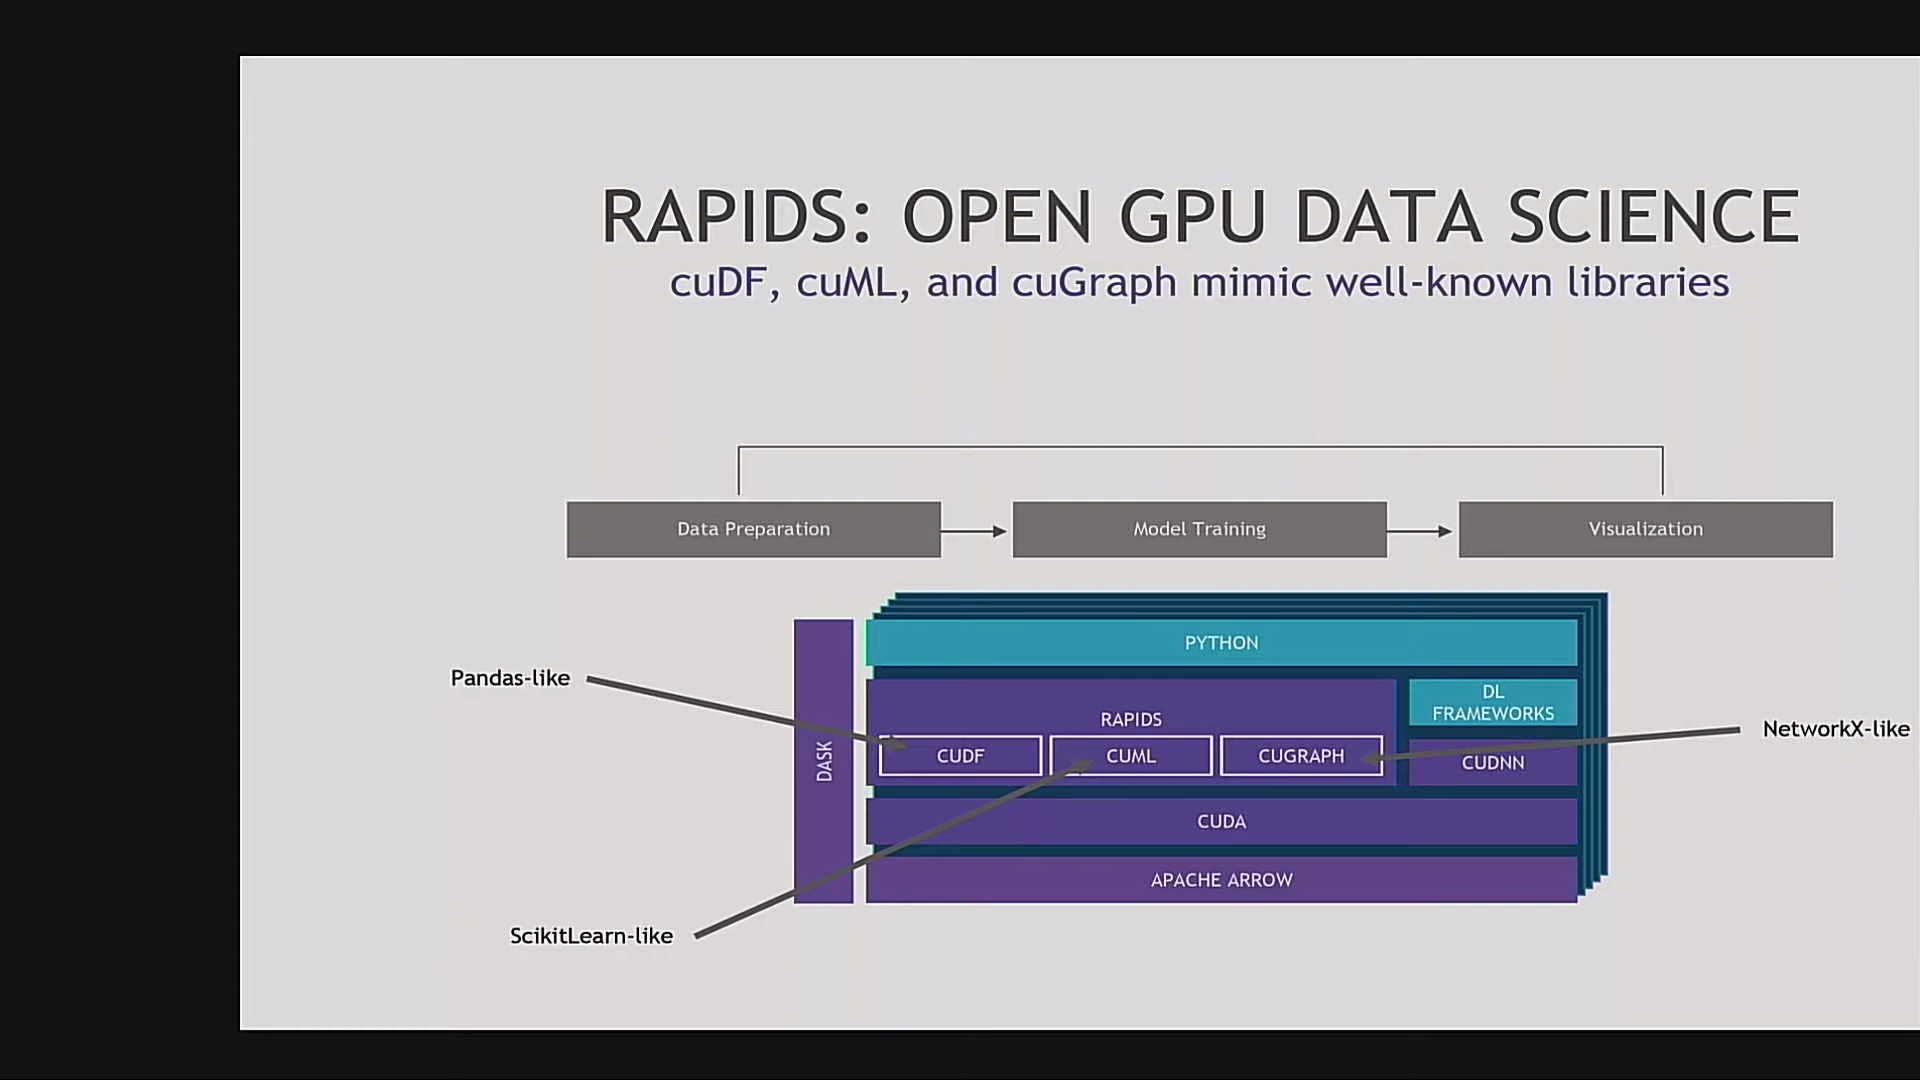 RAPIDS: OPEN GPU DATA SCIENCE
cuDF, cuML, and cuGraph mimic well-known libraries
Data Preparation
Model Training
Visualization
PYTHON
Pandas-like
DASK
RAPIDS
CUDF
CUML
CUGRAPH
DL
FRAMEWORKS
CUDNN
NetworkX-like
CUDA
APACHE ARROW
ScikitLearn-like